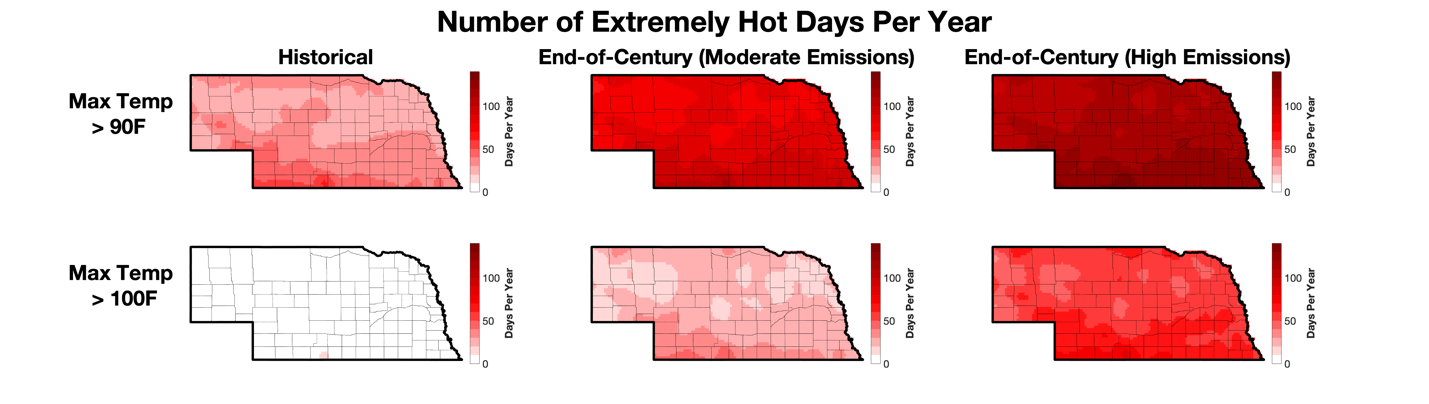 Number of Extremely Hot Days Per Year
Historical
End-of-Century (Moderate Emissions)
End-of-Century (High Emissions)
Max Temp
> 90F
100
50
0
Days Per Year
100
50
0
Days Per Year
100
50
0
Days Per Year
Max Temp
> 100F
100
50
0
Days Per Year
100
50
0
Days Per Year
100
50
0
Days Per Year